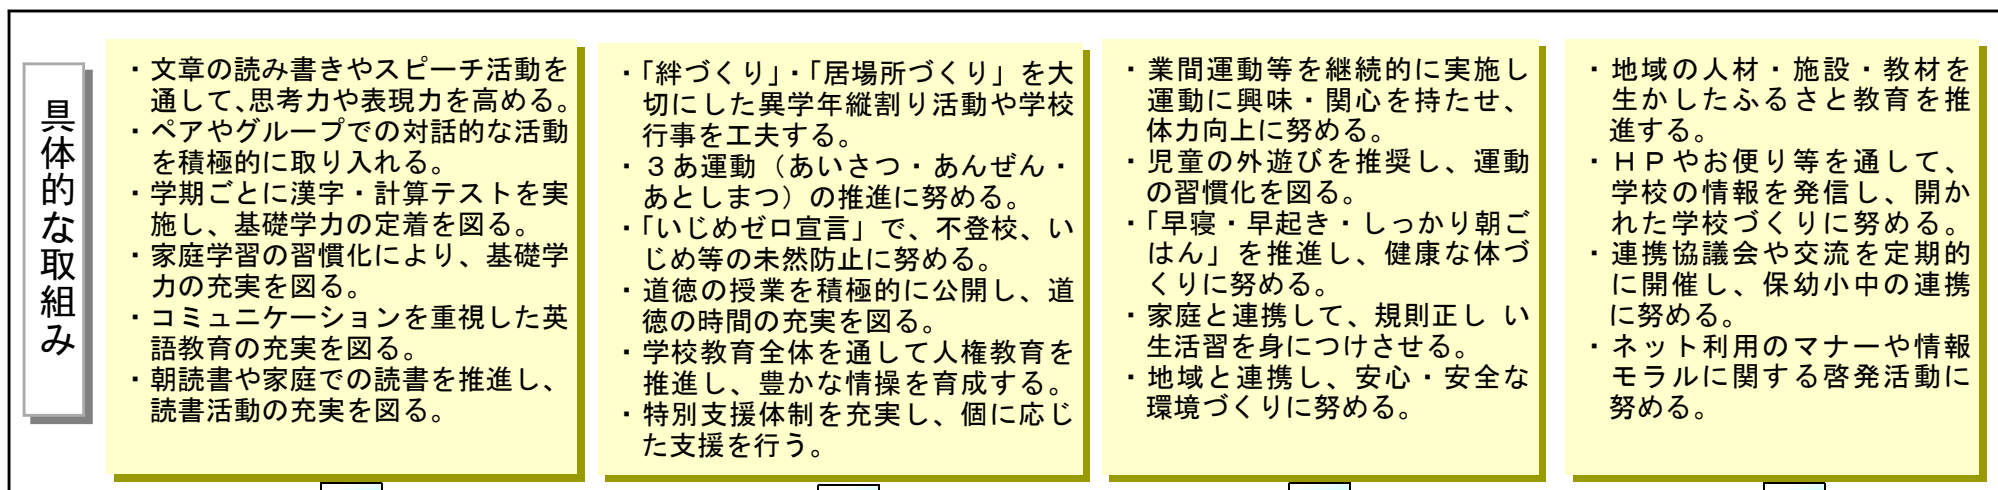 具体的な取組み
・文章の読み書きやスピーチ活動を
通して、思考力や表現力を高める。
・ペアやグループでの対話的な活動
を積極的に取り入れる。
・学期ごとに漢字・計算テストを実
施し、基礎学力の定着を図る。
・家庭学習の習慣化により、基礎学
力の充実を図る。
・コミュニケーションを重視した英
語教育の充実を図る。
・朝読書や家庭での読書を推進し、
読書活動の充実を図る。
・「絆づくり」・「居場所づくり」を大
切にした異学年縦割り活動や学校
行事を工夫する。
・３あ運動（あいさつ・あんぜん・
あとしまつ）の推進に努める。
・「いじめゼロ宣言」で、不登校、い
じめ等の未然防止に努める。
・道徳の授業を積極的に公開し、道
徳の時間の充実を図る。
・学校教育全体を通して人権教育を
推進し、豊かな情操を育成する。
・特別支援体制を充実し、個に応じ
た支援を行う。
・業間運動等を継続的に実施し
運動に興味・関心を持たせ、
体力向上に努める。
・児童の外遊びを推奨し、運動
の習慣化を図る。
・「早寝・早起き・しっかり朝ご
はん」を推進し、健康な体づ
くりに努める。
・家庭と連携して、規則正し い
生活習を身につけさせる。
・地域と連携し、安心・安全な
環境づくりに努める。
・地域の人材・施設・教材を
生かしたふるさと教育を推
進する。
・ＨＰやお便り等を通して、
学校の情報を発信し、開か
れた学校づくりに努める。
・連携協議会や交流を定期的
に開催し、保幼小中の連携
に努める。
・ネット利用のマナーや情報
モラルに関する啓発活動に
努める。